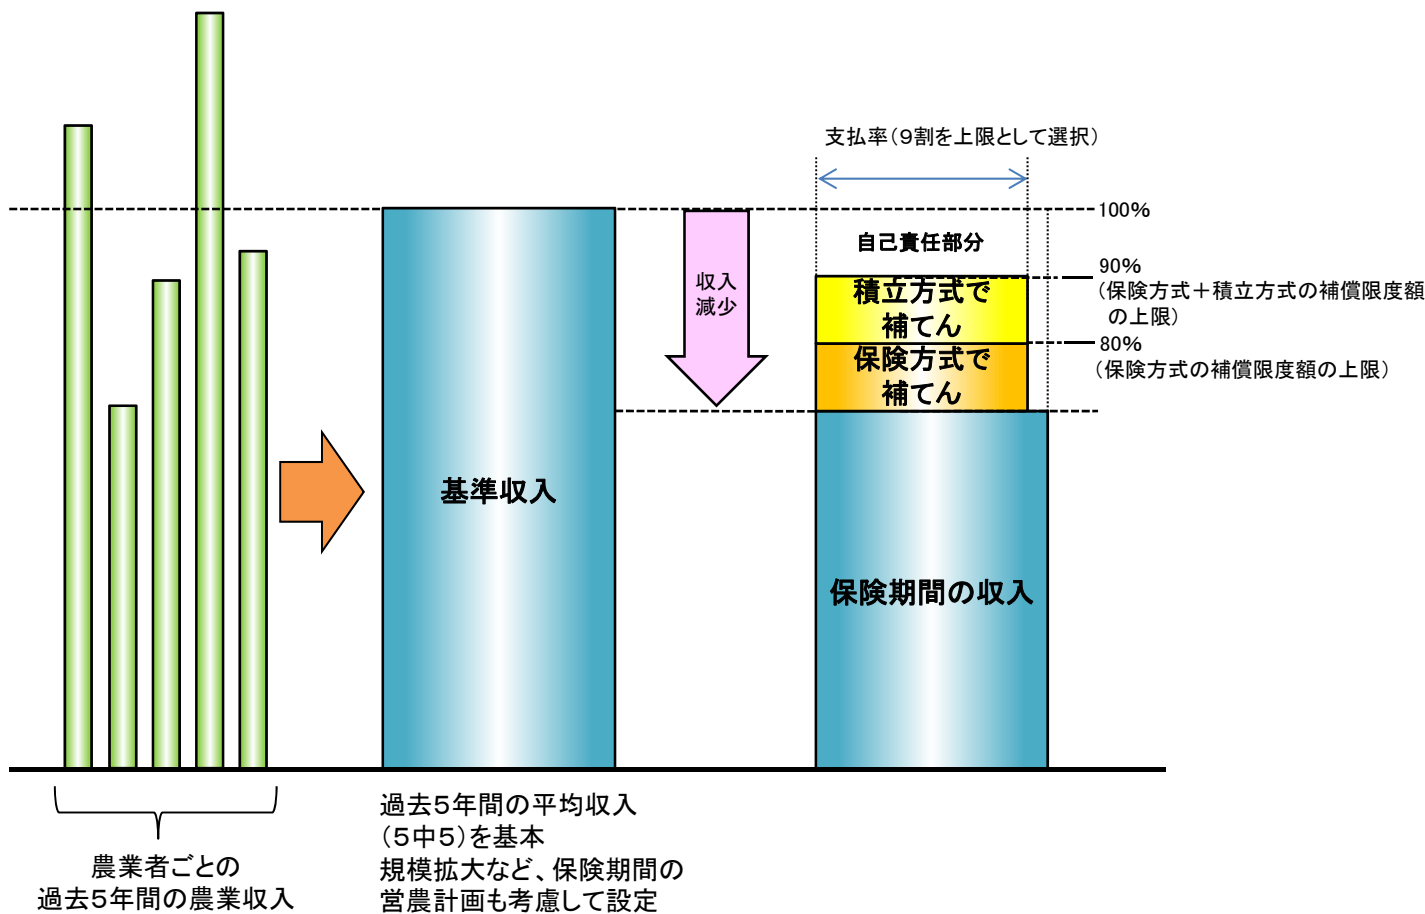 支払率（９割を上限として選択）
100%
自己責任部分
90%
（保険方式＋積立方式の補償限度額
の上限）
収入
減少
積立方式で
補てん
80%
（保険方式の補償限度額の上限）
保険方式で
補てん
基準収入
保険期間の収入
過去５年間の平均収入
（５中５）を基本
規模拡大など、保険期間の
営農計画も考慮して設定
農業者ごとの
過去５年間の農業収入